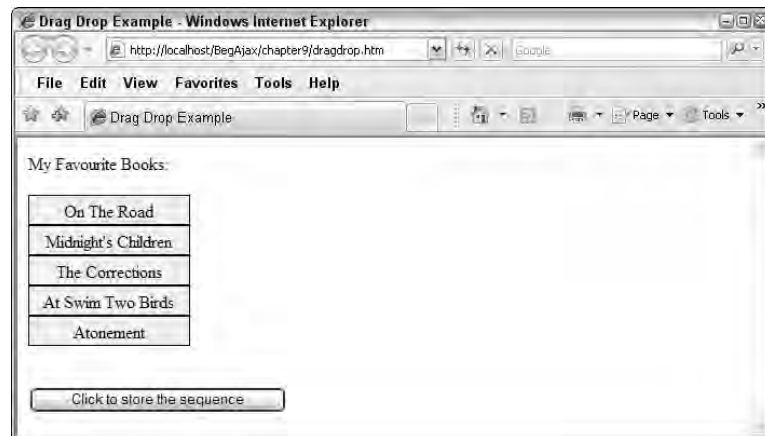 Drag Drop Example - Windows Internet Explorer
http://localhost/BegAjax/chapter9/dragdrop.htm
Google
File Edit View Favorites Tools Help
Drag Drop Example
Page
Tools
»
My Favourite Books:
On The Road
Midnight's Children
The Corrections
At Swim Two Birds
Atonement
Click to store the sequence